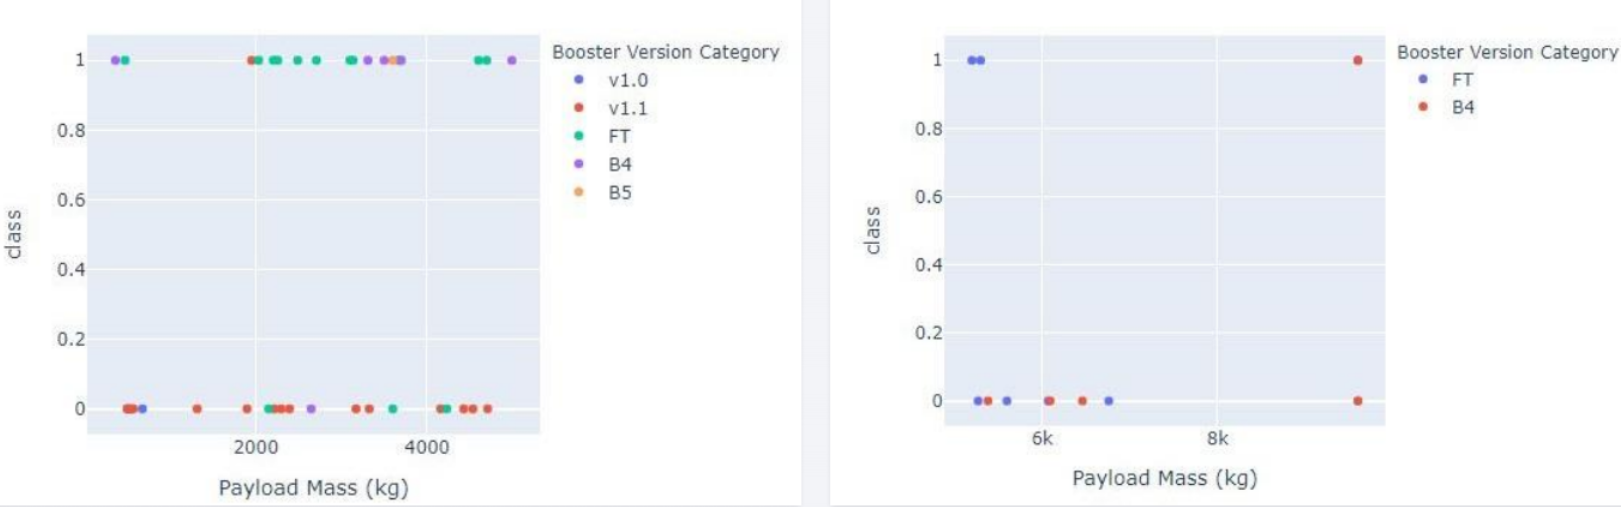 Booster Version Category
v1.0
v1.1
FT
B4
B5
1
0.8
0.6
0.4
0.2
0
class
2000
4000
Payload Mass (kg)
Booster Version Category
FT
B4
1
0.8
0.6
0.4
0.2
0
class
6k
8k
Payload Mass (kg)